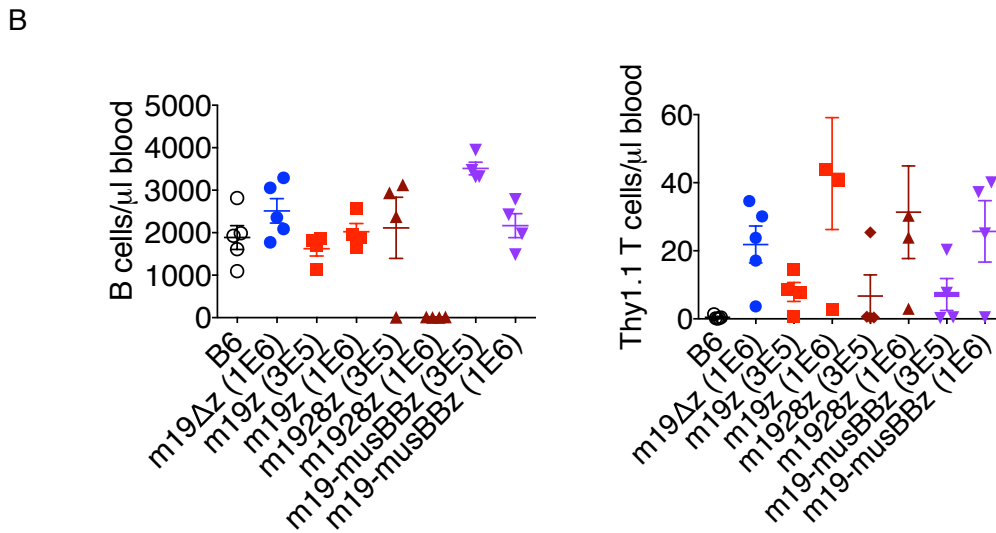 B
B cells/μl blood
5000
4000
3000
2000
1000
0
B6
m19Δz (1E6)
m19z (3E5)
m19z (1E6)
m1928z (3E5)
m1928z (1E6)
m19-musBBz (3E5)
m19-musBBz (1E6)
Thy1.1 T cells/μl blood
60
40
20
0
B6
m19Δz (1E6)
m19z (3E5)
m19z (1E6)
m1928z (3E5)
m1928z (1E6)
m19-musBBz (3E5)
m19-musBBz (1E6)